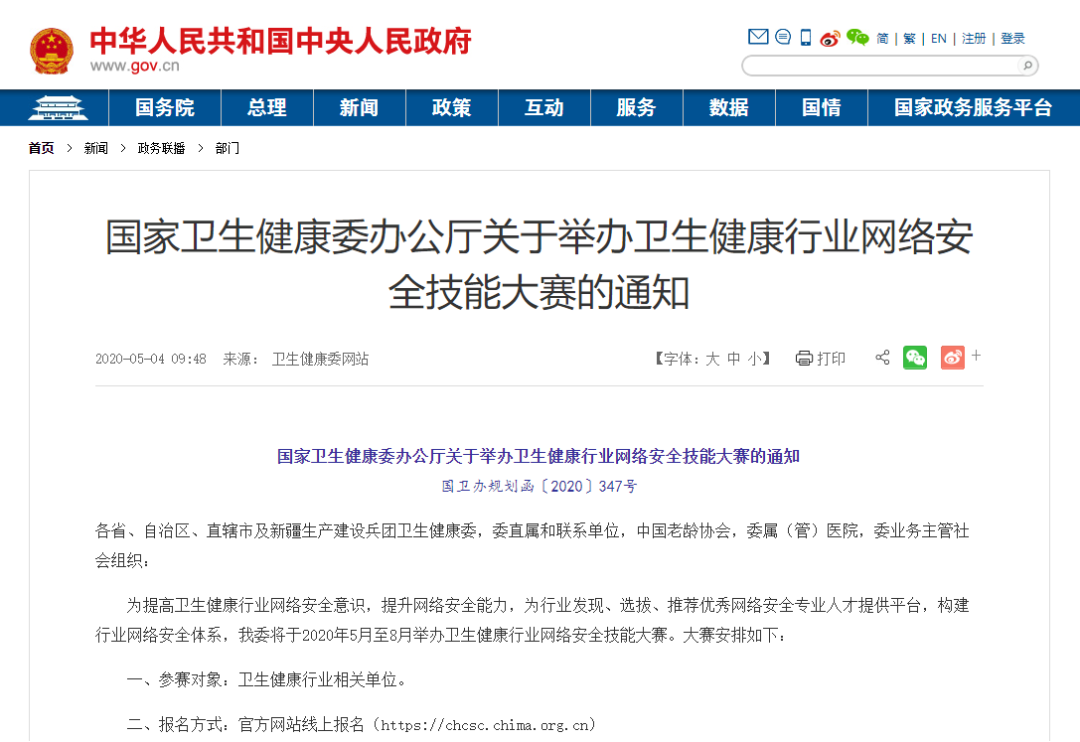 中华人民共和国中央人民政府
www.gov.cn
简 | 繁 | EN | 注册 | 登录
国务院 总理 新闻 政策 互动 服务 数据 国情 国家政务服务平台
首页 > 新闻 > 政务联播 > 部门
国家卫生健康委办公厅关于举办卫生健康行业网络安
全技能大赛的通知
2020-05-04 09:48 来源： 卫生健康委网站 【字体：大 中 小】 打印 +
国家卫生健康委办公厅关于举办卫生健康行业网络安全技能大赛的通知
国卫办规划函〔2020〕347号
各省、自治区、直辖市及新疆生产建设兵团卫生健康委，委直属和联系单位，中国老龄协会，委属（管）医院，委业务主管社
会组织：
为提高卫生健康行业网络安全意识，提升网络安全能力，为行业发现、选拔、推荐优秀网络安全专业人才提供平台，构建
行业网络安全体系，我委将于2020年5月至8月举办卫生健康行业网络安全技能大赛。大赛安排如下：
一、参赛对象：卫生健康行业相关单位。
二、报名方式：官方网站线上报名（https://chcsc.chima.org.cn）